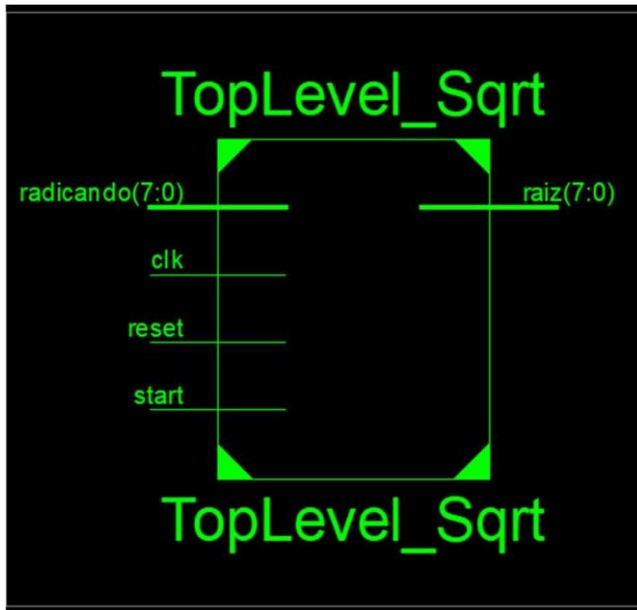 TopLevel_Sqrt
radicando(7:0)
raiz(7:0)
clk
reset
start
TopLevel_Sqrt